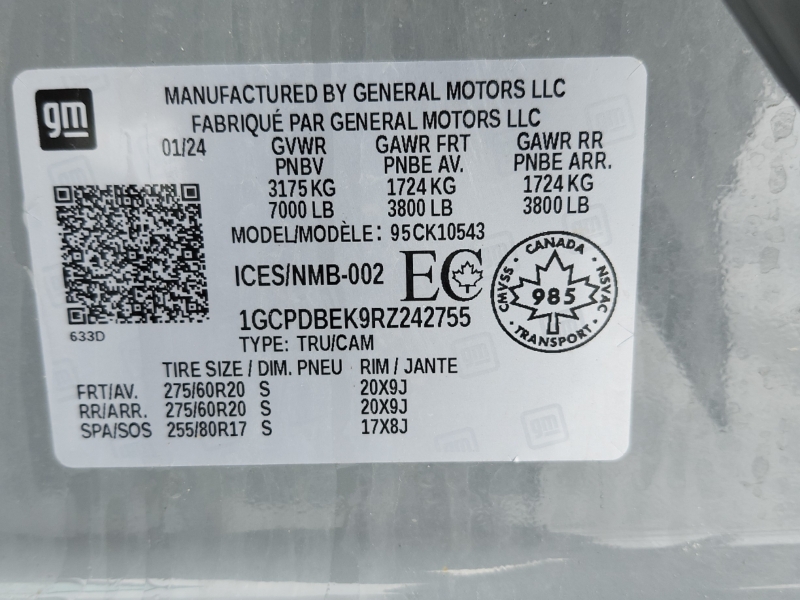 gm
MANUFACTURED BY GENERAL MOTORS LLC
FABRIQUÉ PAR GENERAL MOTORS LLC
01/24 GVWR GAWR FRT GAWR RR
PNBV PNBE AV. PNBE ARR.
3175 KG 1724 KG 1724 KG
7000 LB 3800 LB 3800 LB
MODEL/MODÈLE: 95CK10543
ICES/NMB-002 EC
CANADA
CMVSS 985 NSVAC
TRANSPORT
1GCPDBEK9RZ242755
633D
TYPE: TRU/CAM
TIRE SIZE / DIM. PNEU RIM / JANTE
FRT/AV. 275/60R20 S 20X9J
RR/ARR. 275/60R20 S 20X9J
SPA/SOS 255/80R17 S 17X8J